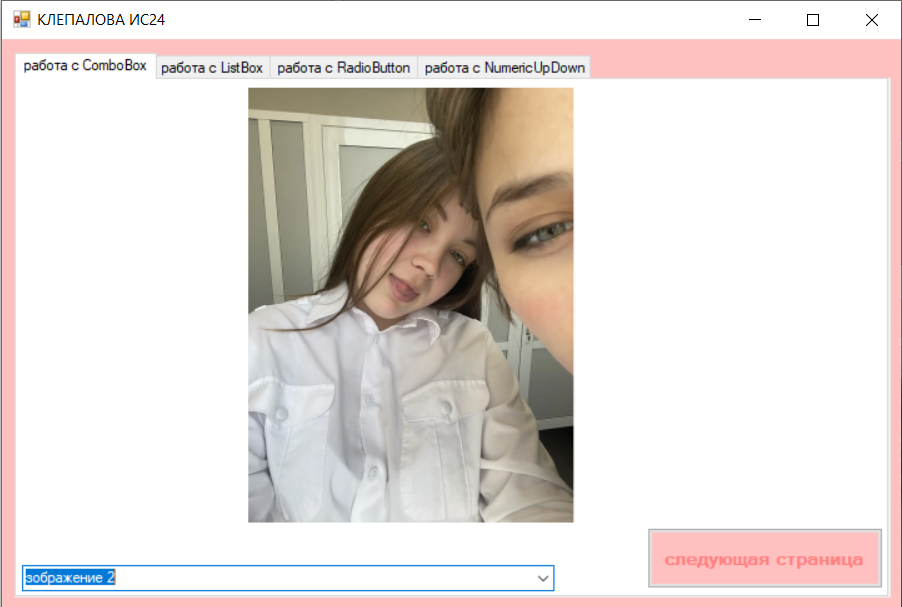 КЛЕПАЛОВА ИС24
работа с ComboBox
работа с ListBox
работа с RadioButton
работа с NumericUpDown
следующая страница
зображение 2